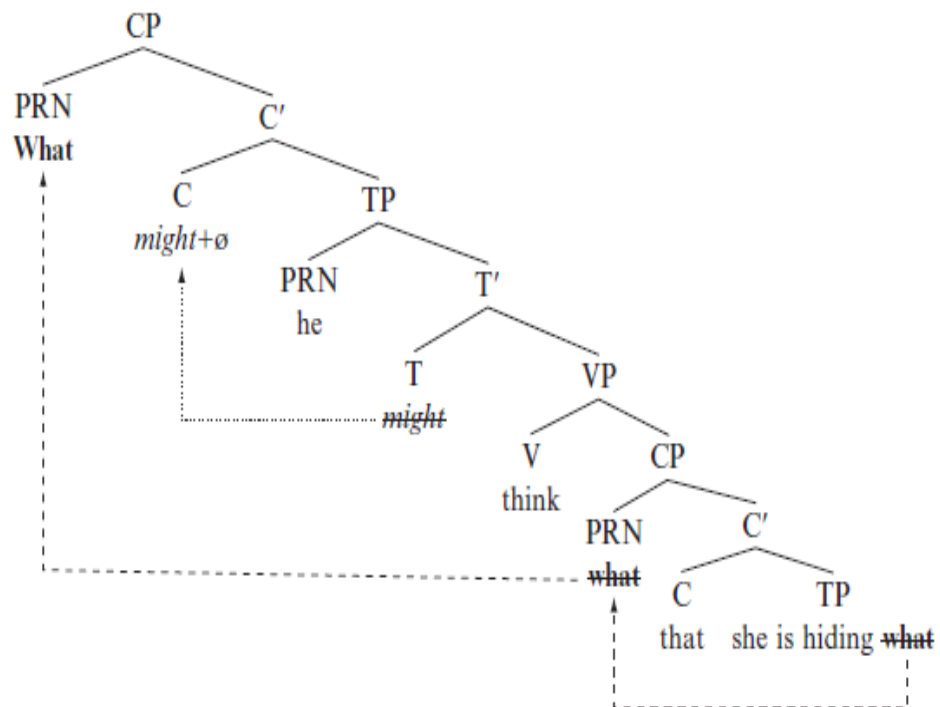 CP
PRN
C′
What
C
TP
might+ø
PRN
T′
he
T
VP
might
V
CP
think
PRN
C′
what
C
TP
that she is hiding what